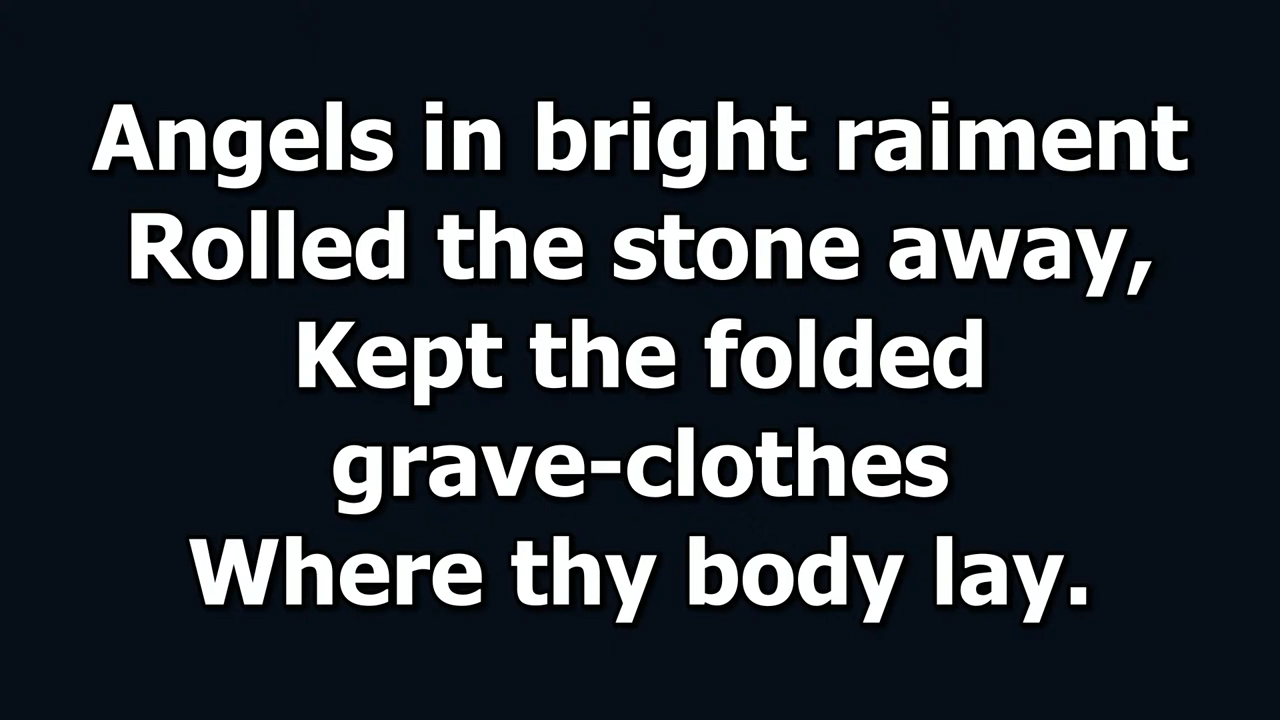 Angels in bright raiment
Rolled the stone away,
Kept the folded
grave-clothes
Where thy body lay.